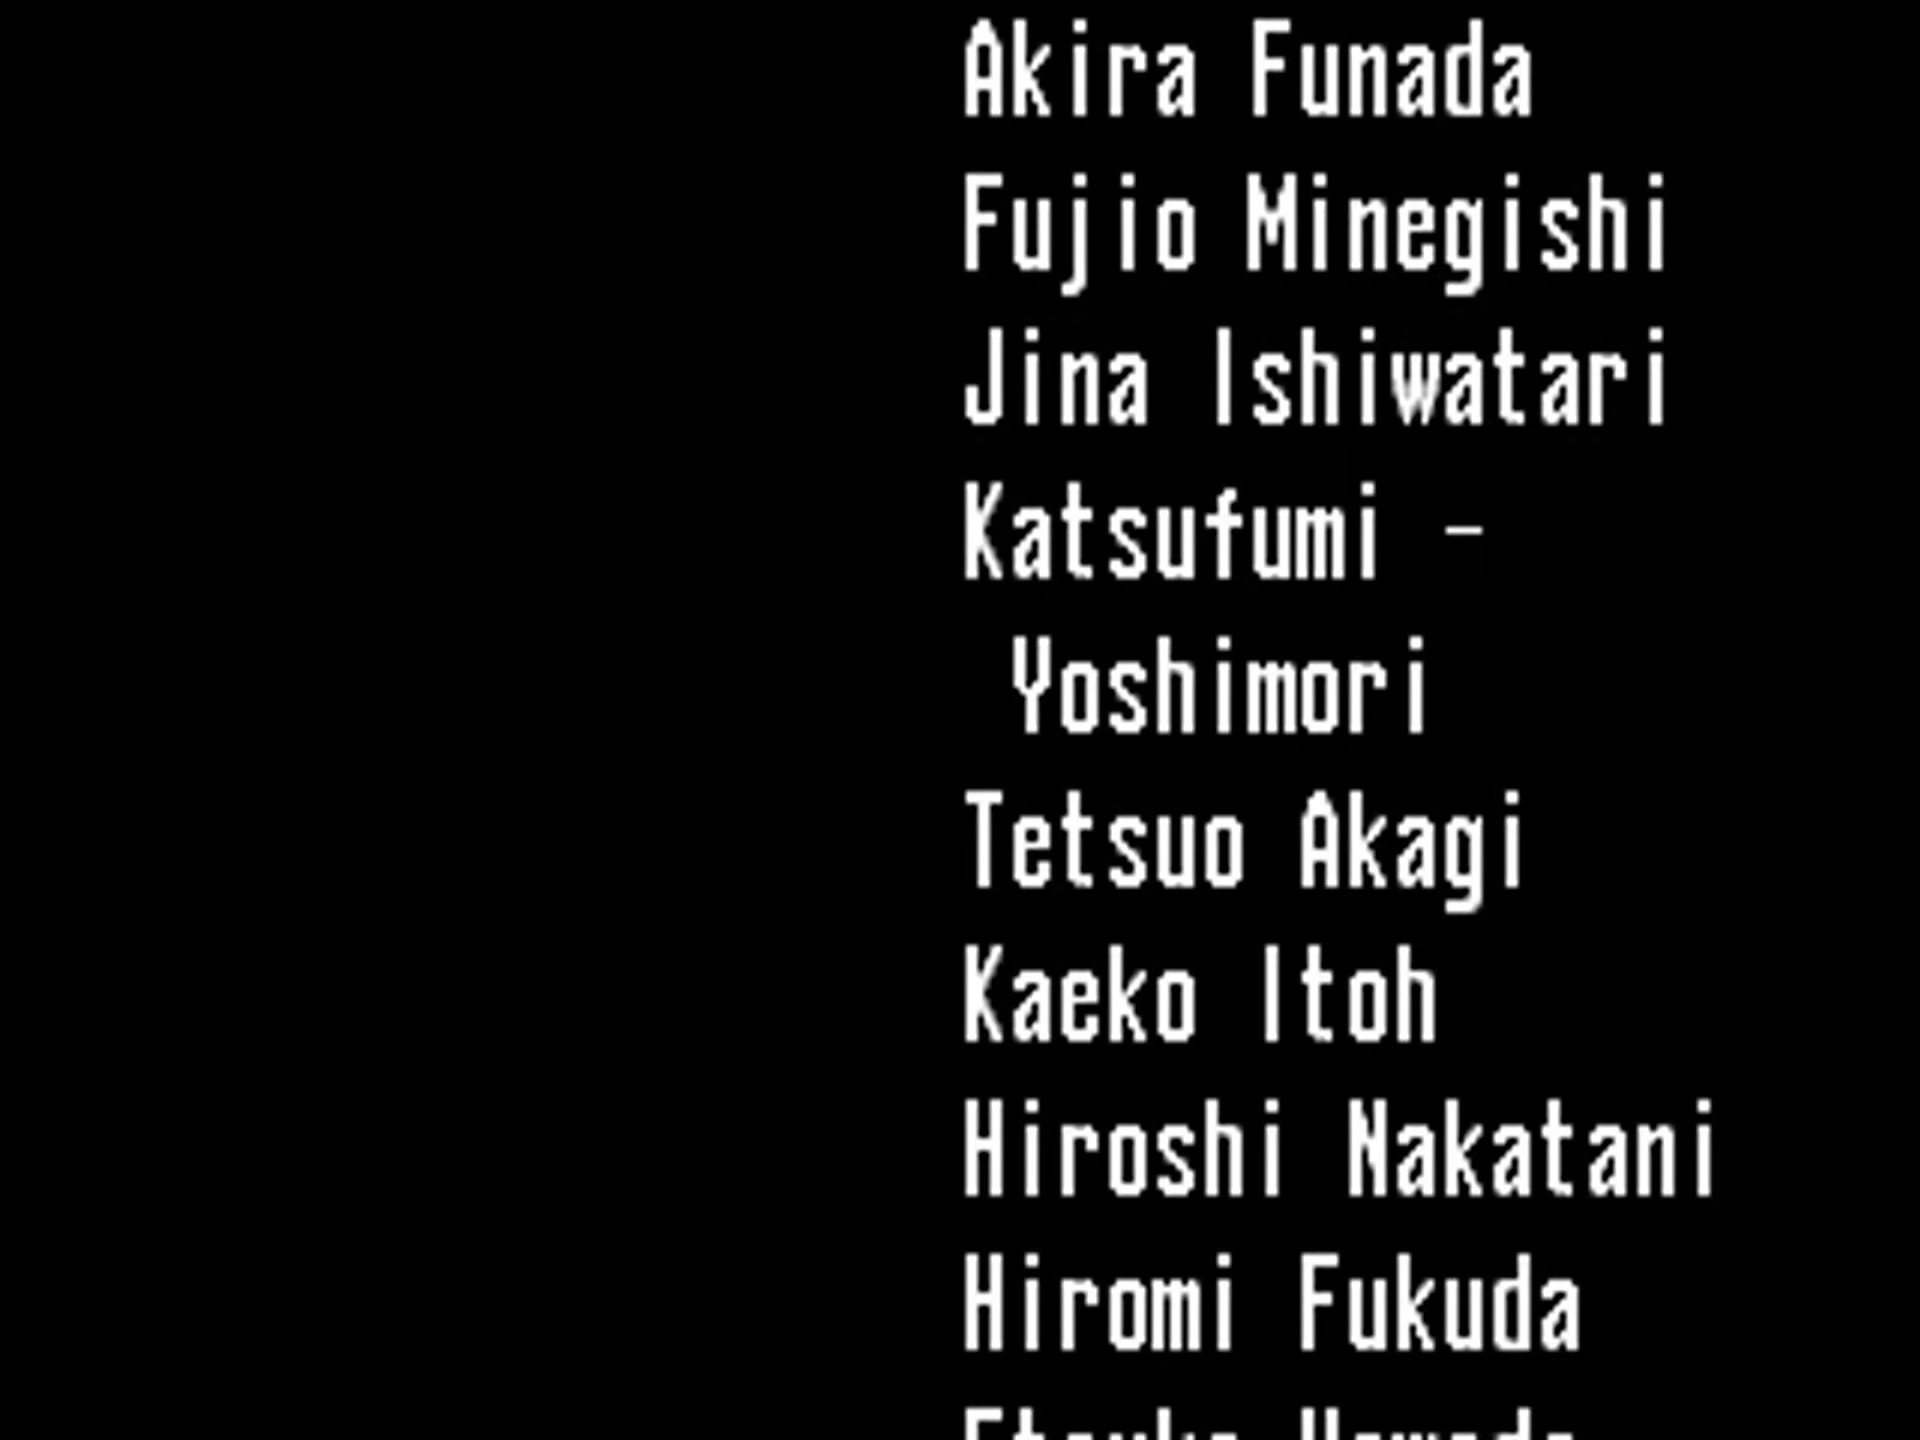 Akira Funada
Fujio Minegishi
Jina Ishiwatari
Katsufumi -
Yoshimori
Tetsuo Akagi
Kaeko Itoh
Hiroshi Nakatani
Hiromi Fukuda